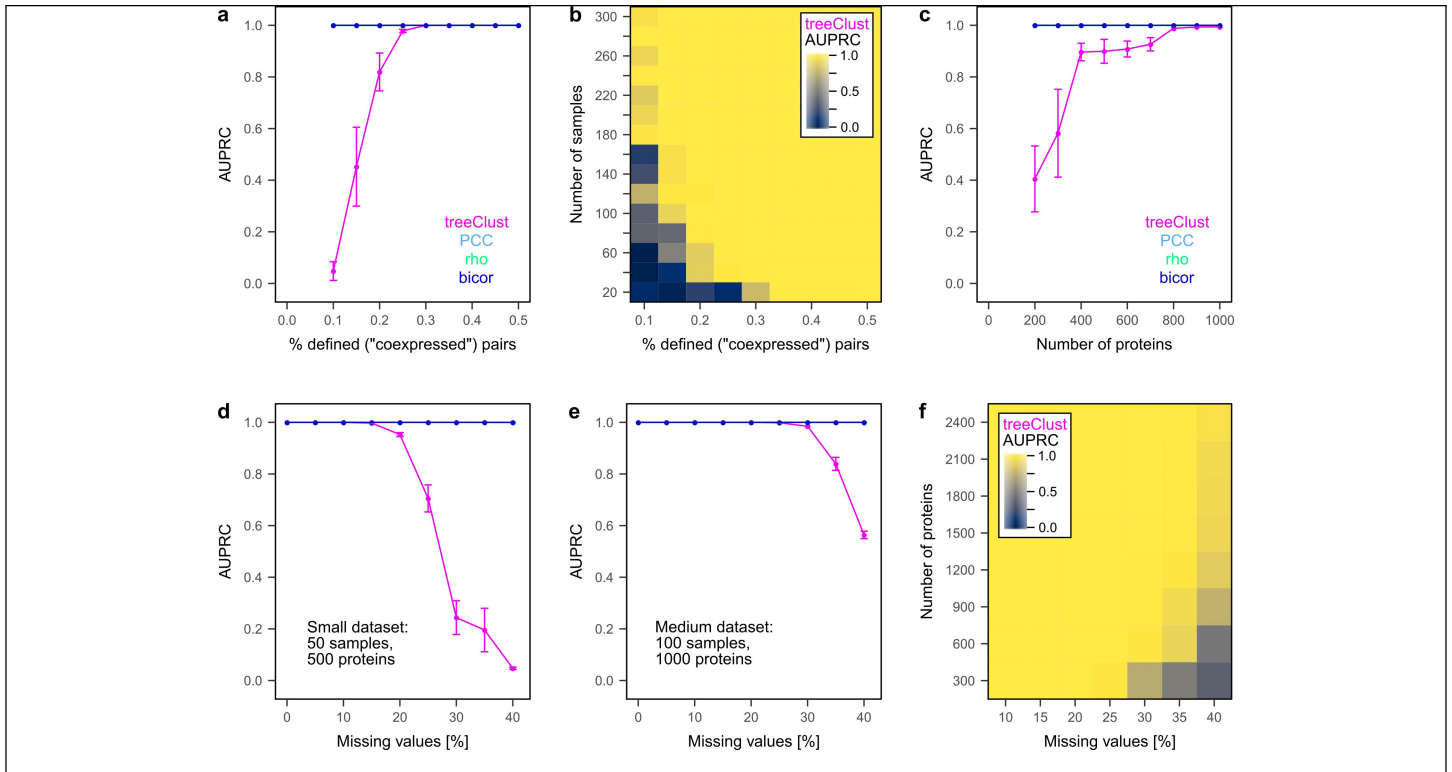 a
AUPRC
1.0
0.8
0.6
0.4
0.2
0.0
treeClust
PCC
rho
bicor
0.0 0.1 0.2 0.3 0.4 0.5
% defined ("coexpressed") pairs
b
Number of samples
300
260
220
180
140
100
60
20
treeClust
AUPRC
1.0
0.5
0.0
0.1 0.2 0.3 0.4 0.5
% defined ("coexpressed") pairs
c
AUPRC
1.0
0.8
0.6
0.4
0.2
0.0
treeClust
PCC
rho
bicor
0 200 400 600 800 1000
Number of proteins
d
AUPRC
1.0
0.8
0.6
0.4
0.2
0.0
Small dataset:
50 samples,
500 proteins
0 10 20 30 40
Missing values [%]
e
AUPRC
1.0
0.8
0.6
0.4
0.2
0.0
Medium dataset:
100 samples,
1000 proteins
0 10 20 30 40
Missing values [%]
f
Number of proteins
2400
2100
1800
1500
1200
900
600
300
treeClust
AUPRC
1.0
0.5
0.0
10 15 20 25 30 35 40
Missing values [%]